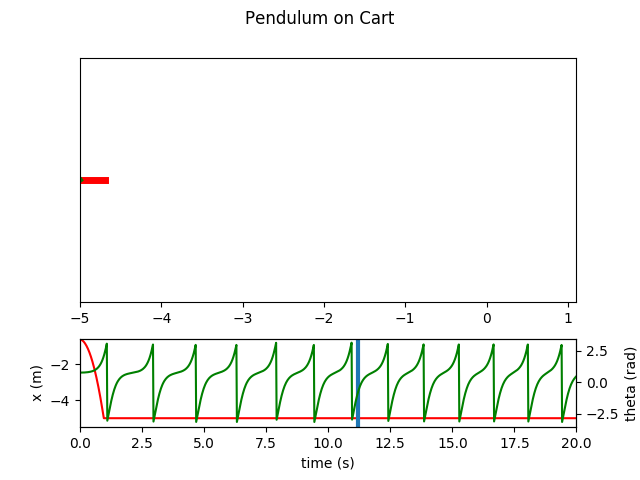 Pendulum on Cart
−5 −4 −3 −2 −1 0 1
x (m)
−2
−4
2.5
0.0
−2.5
theta (rad)
0.0 2.5 5.0 7.5 10.0 12.5 15.0 17.5 20.0
time (s)